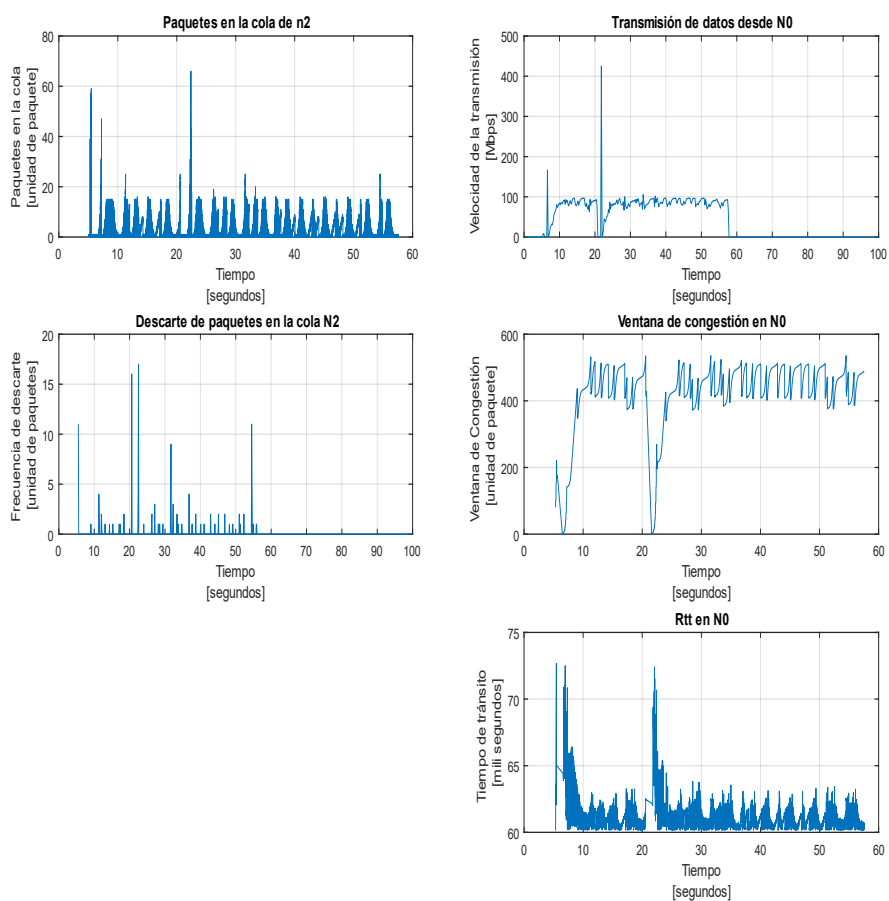 Paquetes en la cola de n2
Paquetes en la cola
[unidad de paquete]
80
60
40
20
0
0 10 20 30 40 50 60
Tiempo
[segundos]
Transmisión de datos desde N0
Velocidad de la transmisión
[Mbps]
500
400
300
200
100
0
0 10 20 30 40 50 60 70 80 90 100
Tiempo
[segundos]
Descarte de paquetes en la cola N2
Frecuencia de descarte
[unidad de paquetes]
20
15
10
5
0
0 10 20 30 40 50 60 70 80 90 100
Tiempo
[segundos]
Ventana de congestión en N0
Ventana de Congestión
[unidad de paquete]
600
400
200
0
0 10 20 30 40 50 60
Tiempo
[segundos]
Rtt en N0
Tiempo de tránsito
[mili segundos]
75
70
65
60
0 10 20 30 40 50 60
Tiempo
[segundos]